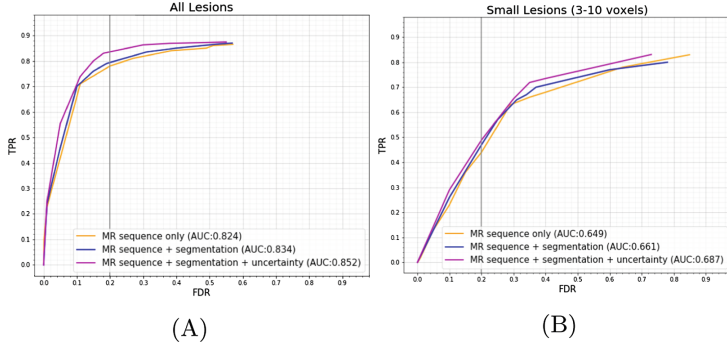 All Lesions
0.9
0.8
0.7
0.6
0.5
0.4
0.3
0.2
0.1
0.0
TPR
MR sequence only (AUC:0.824)
MR sequence + segmentation (AUC:0.834)
MR sequence + segmentation + uncertainty (AUC:0.852)
0.0 0.1 0.2 0.3 0.4 0.5 0.6 0.7 0.8 0.9
FDR
(A)
Small Lesions (3-10 voxels)
0.9
0.8
0.7
0.6
0.5
0.4
0.3
0.2
0.1
0.0
TPR
MR sequence only (AUC:0.649)
MR sequence + segmentation (AUC:0.661)
MR sequence + segmentation + uncertainty (AUC:0.687)
0.0 0.1 0.2 0.3 0.4 0.5 0.6 0.7 0.8 0.9
FDR
(B)